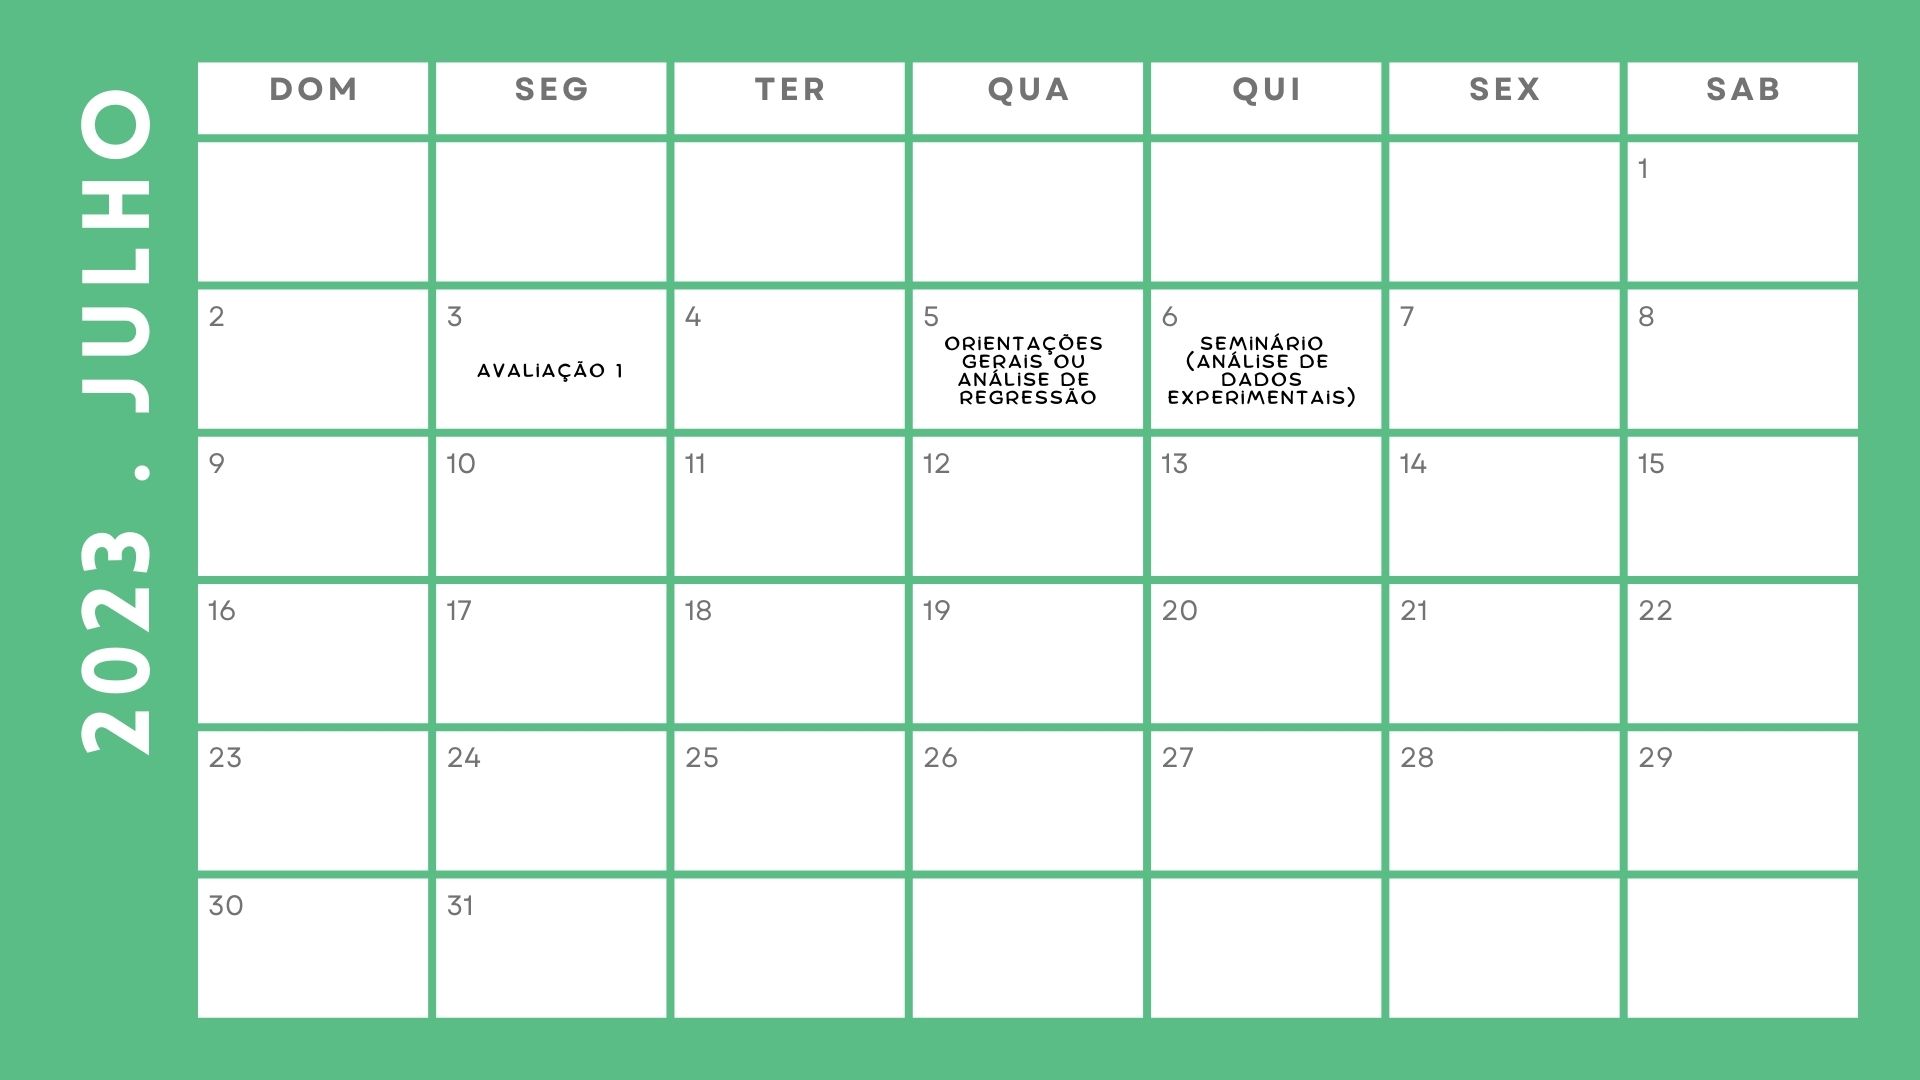 2023 . JULHO
DOM SEG TER QUA QUI SEX SAB
1
2 3 4 5 6 7 8
AVALIAÇÃO 1
ORIENTAÇÕES
GERAIS OU
ANÁLISE DE
REGRESSÃO
SEMINÁRIO
(ANÁLISE DE
DADOS
EXPERIMENTAIS)
9 10 11 12 13 14 15
16 17 18 19 20 21 22
23 24 25 26 27 28 29
30 31